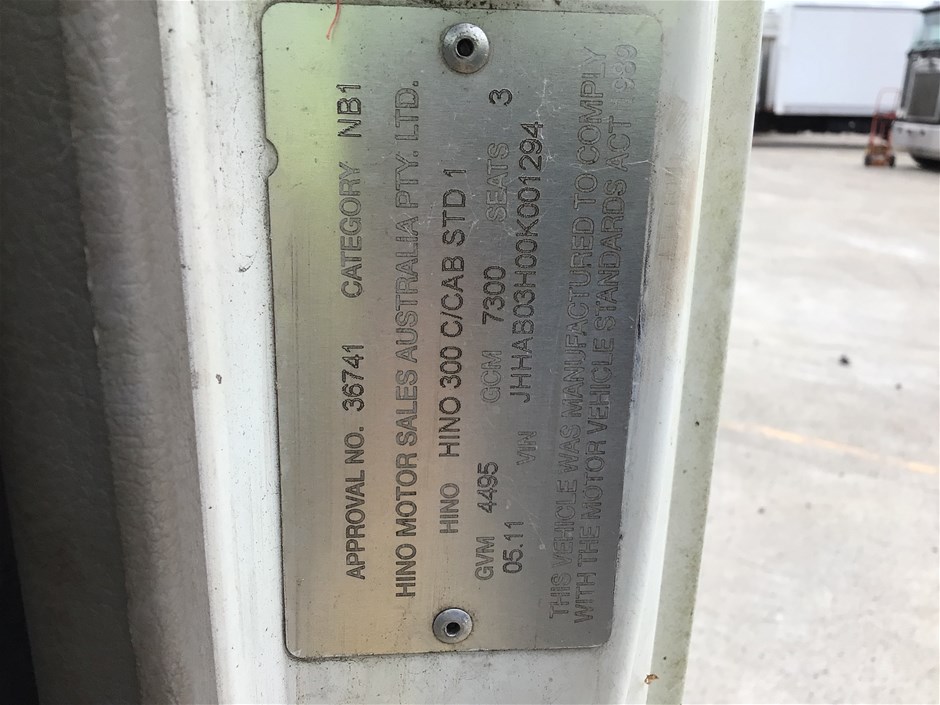 APPROVAL NO. 36741 CATEGORY NB1
HINO MOTOR SALES AUSTRALIA PTY. LTD.
HINO HINO 300 C/CAB STD 1
GVM 4495 GCM 7300 SEATS 3
05.11 VIN JHHAB03H00K001294
THIS VEHICLE WAS MANUFACTURED TO COMPLY
WITH THE MOTOR VEHICLE STANDARDS ACT 1989